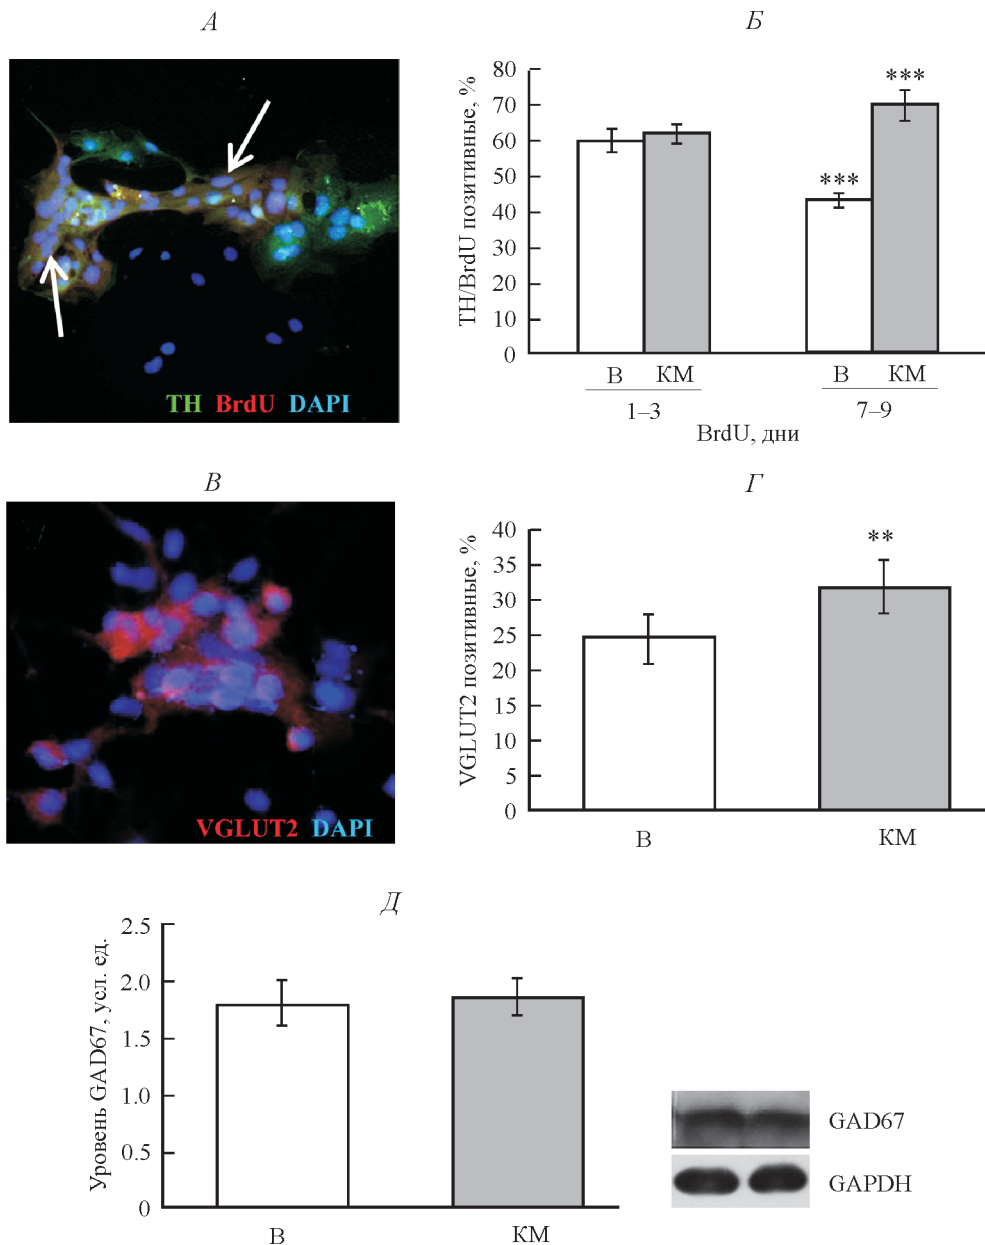 А
TH BrdU DAPI
Б
TH/BrdU позитивные, %
80
70
60
50
40
30
20
10
0
***
***
В КМ В КМ
1–3 7–9
BrdU, дни
В
VGLUT2 DAPI
Г
VGLUT2 позитивные, %
40
35
30
25
20
15
10
5
0
**
В КМ
Д
Уровень GAD67, усл. ед.
2.5
2.0
1.5
1.0
0.5
0
В КМ
GAD67
GAPDH